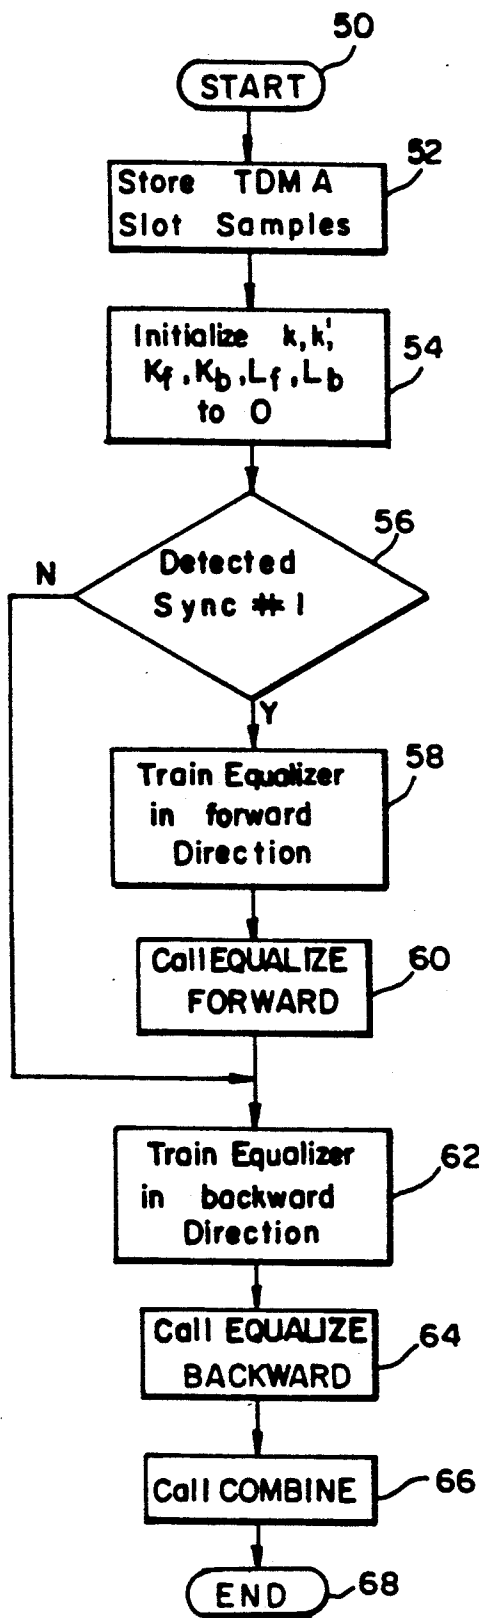 50
START
52
Store TDMA
Slot Samples
Initialize k, k',
Kf, Kb, Lf, Lb
to 0
54
56
Detected
Sync #1
N
Y
58
Train Equalizer
in forward
Direction
Call EQUALIZE
FORWARD
60
Train Equalizer
in backward
Direction
62
Call EQUALIZE
BACKWARD
64
Call COMBINE
66
END
68